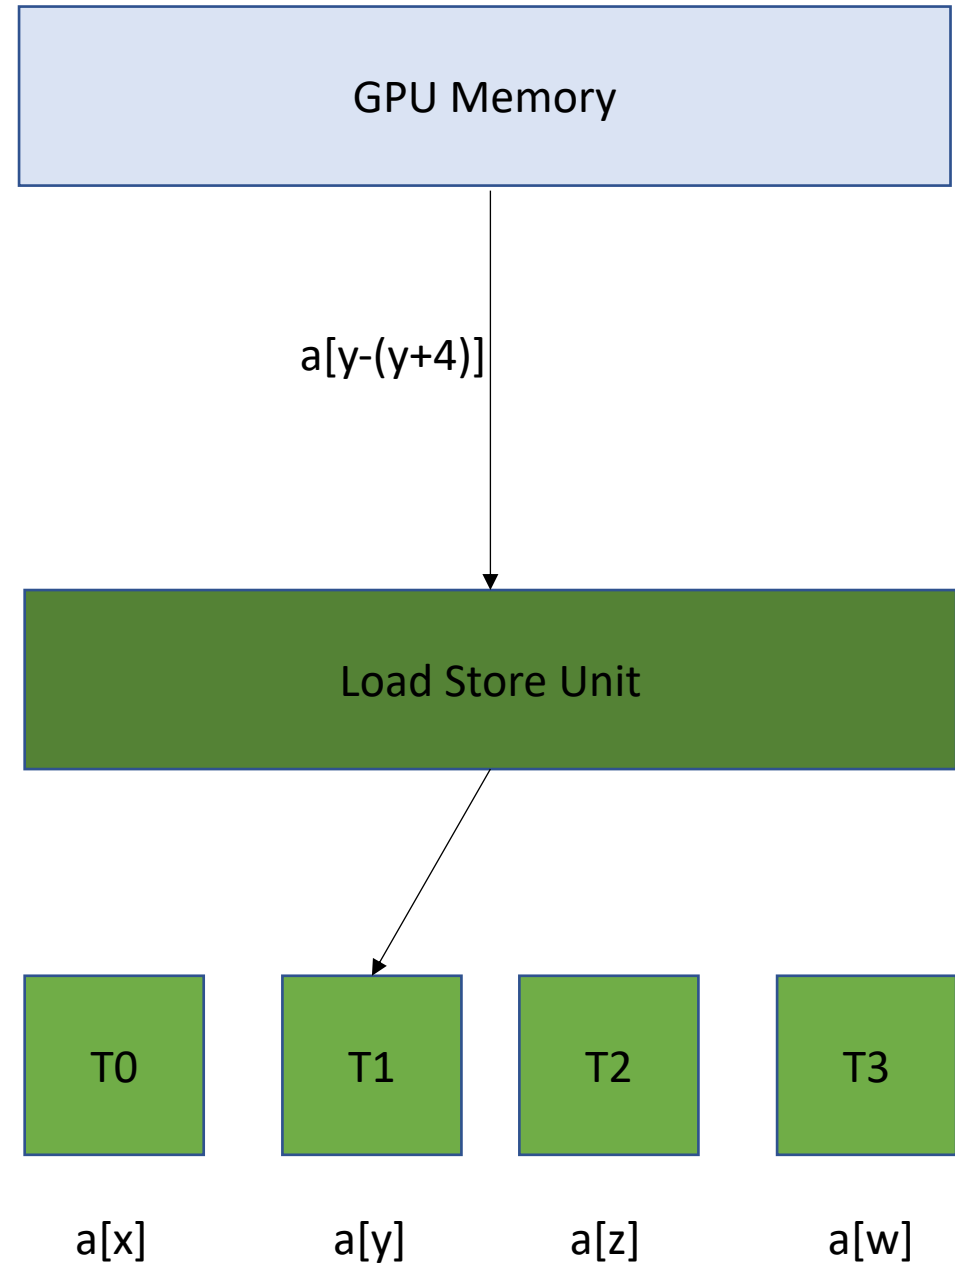 GPU Memory
a[y-(y+4)]
Load Store Unit
T0
T1
T2
T3
a[x]
a[y]
a[z]
a[w]